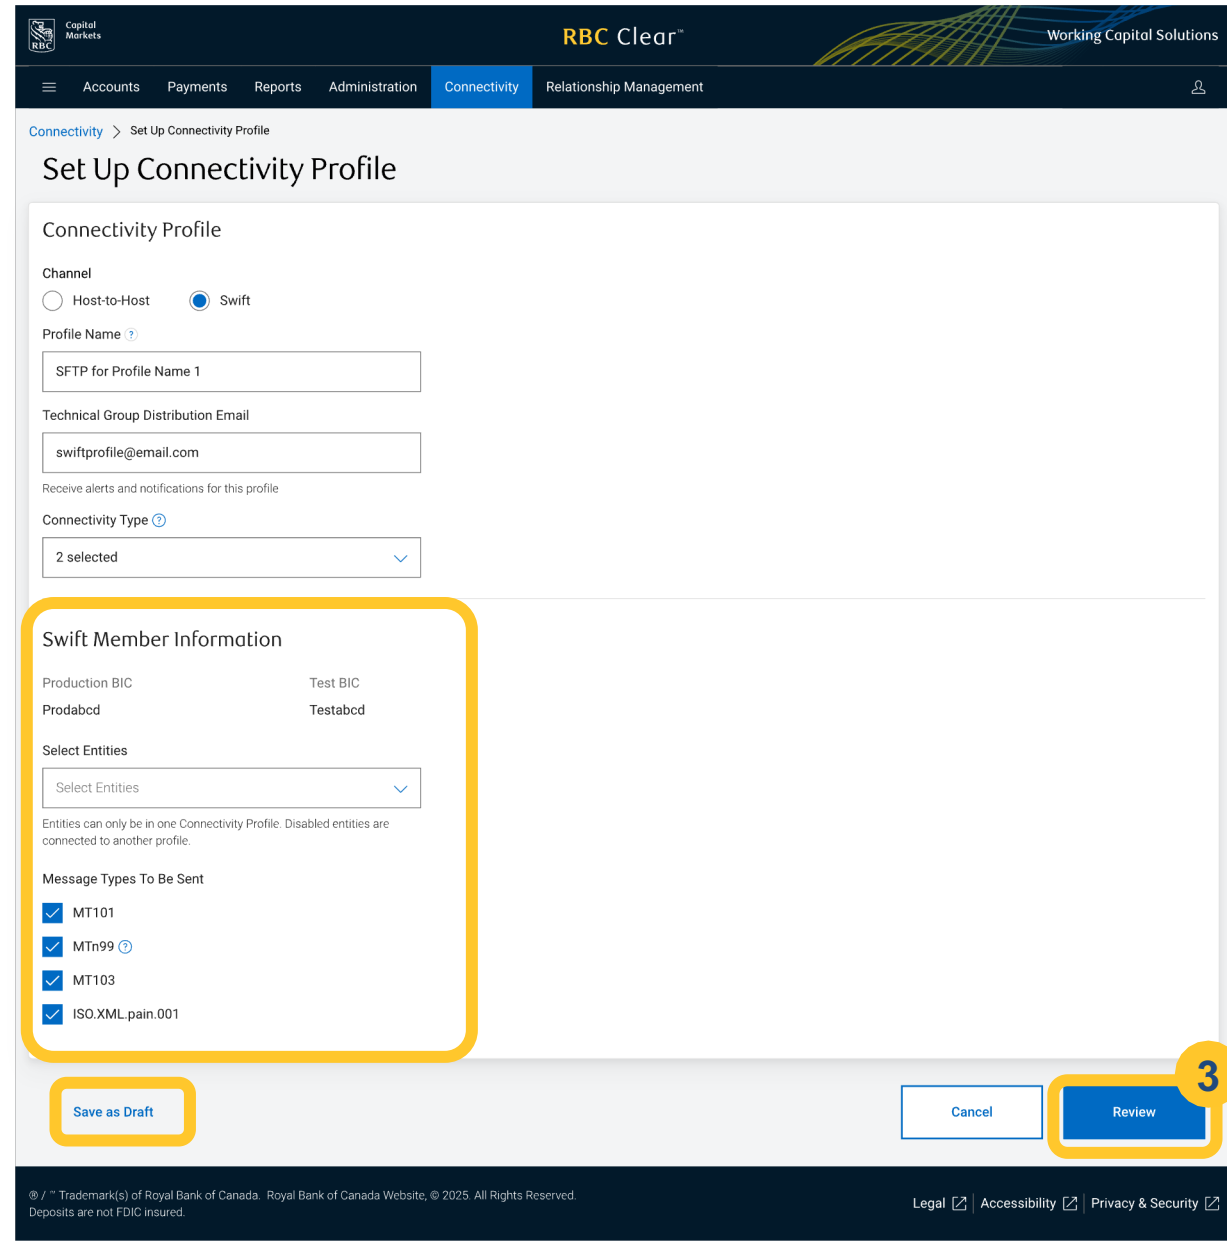 RBC
Capital
Markets
RBC Clear™
Working Capital Solutions
Accounts Payments Reports Administration Connectivity Relationship Management
Connectivity > Set Up Connectivity Profile
Set Up Connectivity Profile
Connectivity Profile
Channel
Host-to-Host Swift
Profile Name ?
SFTP for Profile Name 1
Technical Group Distribution Email
swiftprofile@email.com
Receive alerts and notifications for this profile
Connectivity Type ?
2 selected
Swift Member Information
Production BIC Test BIC
Prodabcd Testabcd
Select Entities
Select Entities
Entities can only be in one Connectivity Profile. Disabled entities are
connected to another profile.
Message Types To Be Sent
MT101
MTn99 ?
MT103
ISO.XML.pain.001
3
Save as Draft Cancel Review
® / ™ Trademark(s) of Royal Bank of Canada. Royal Bank of Canada Website, © 2025. All Rights Reserved.
Deposits are not FDIC insured.
Legal | Accessibility | Privacy & Security